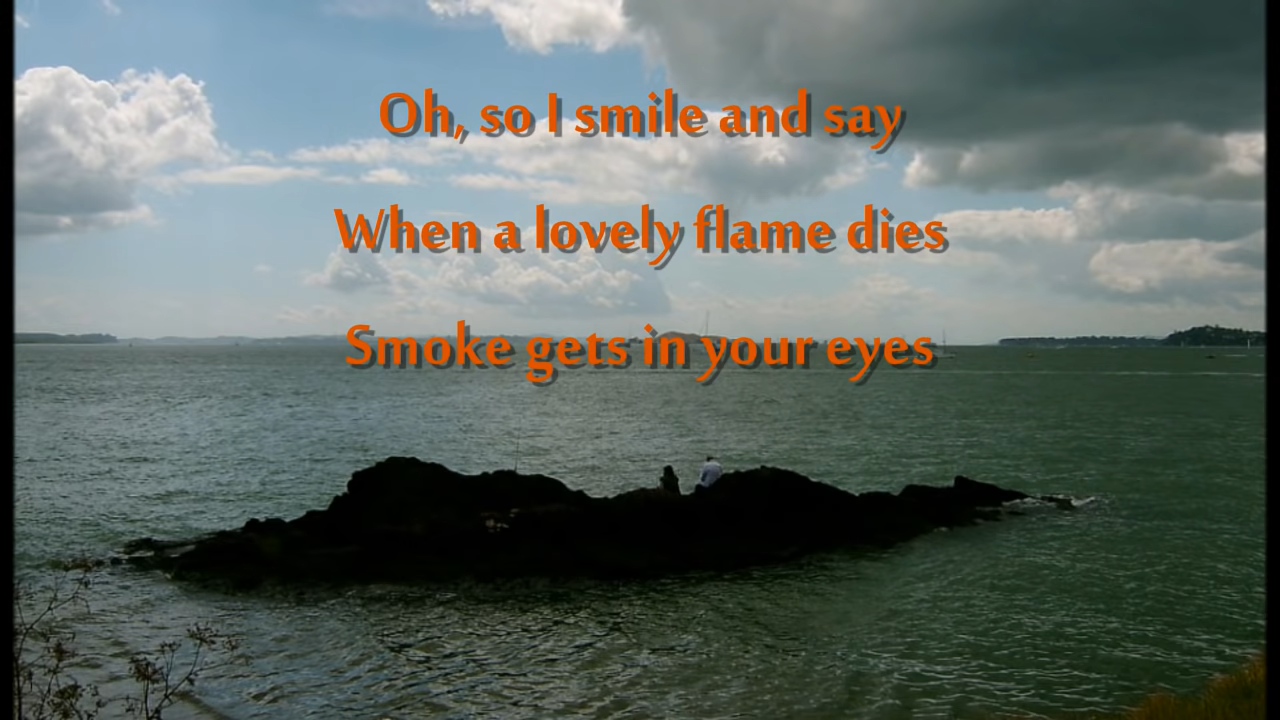 Oh, so I smile and say
When a lovely flame dies
Smoke gets in your eyes